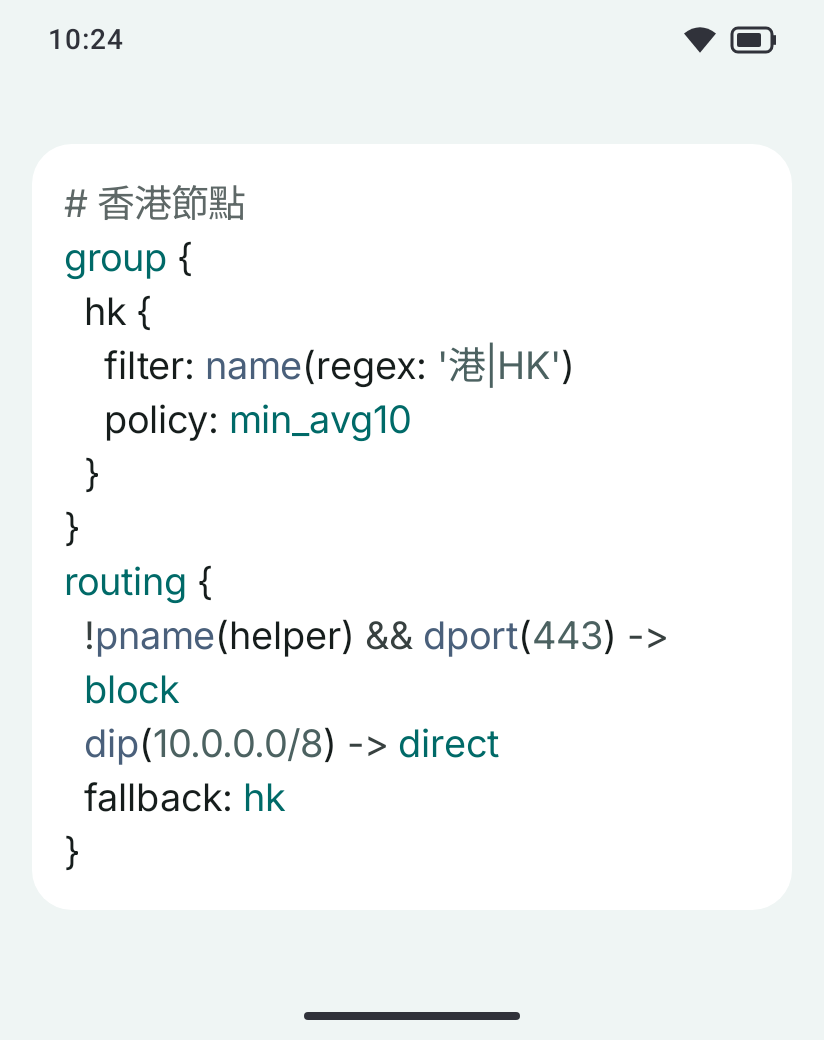 10:24
# 香港節點
group {
  hk {
    filter: name(regex: '港|HK')
    policy: min_avg10
  }
}
routing {
  !pname(helper) && dport(443) ->
  block
  dip(10.0.0.0/8) -> direct
  fallback: hk
}